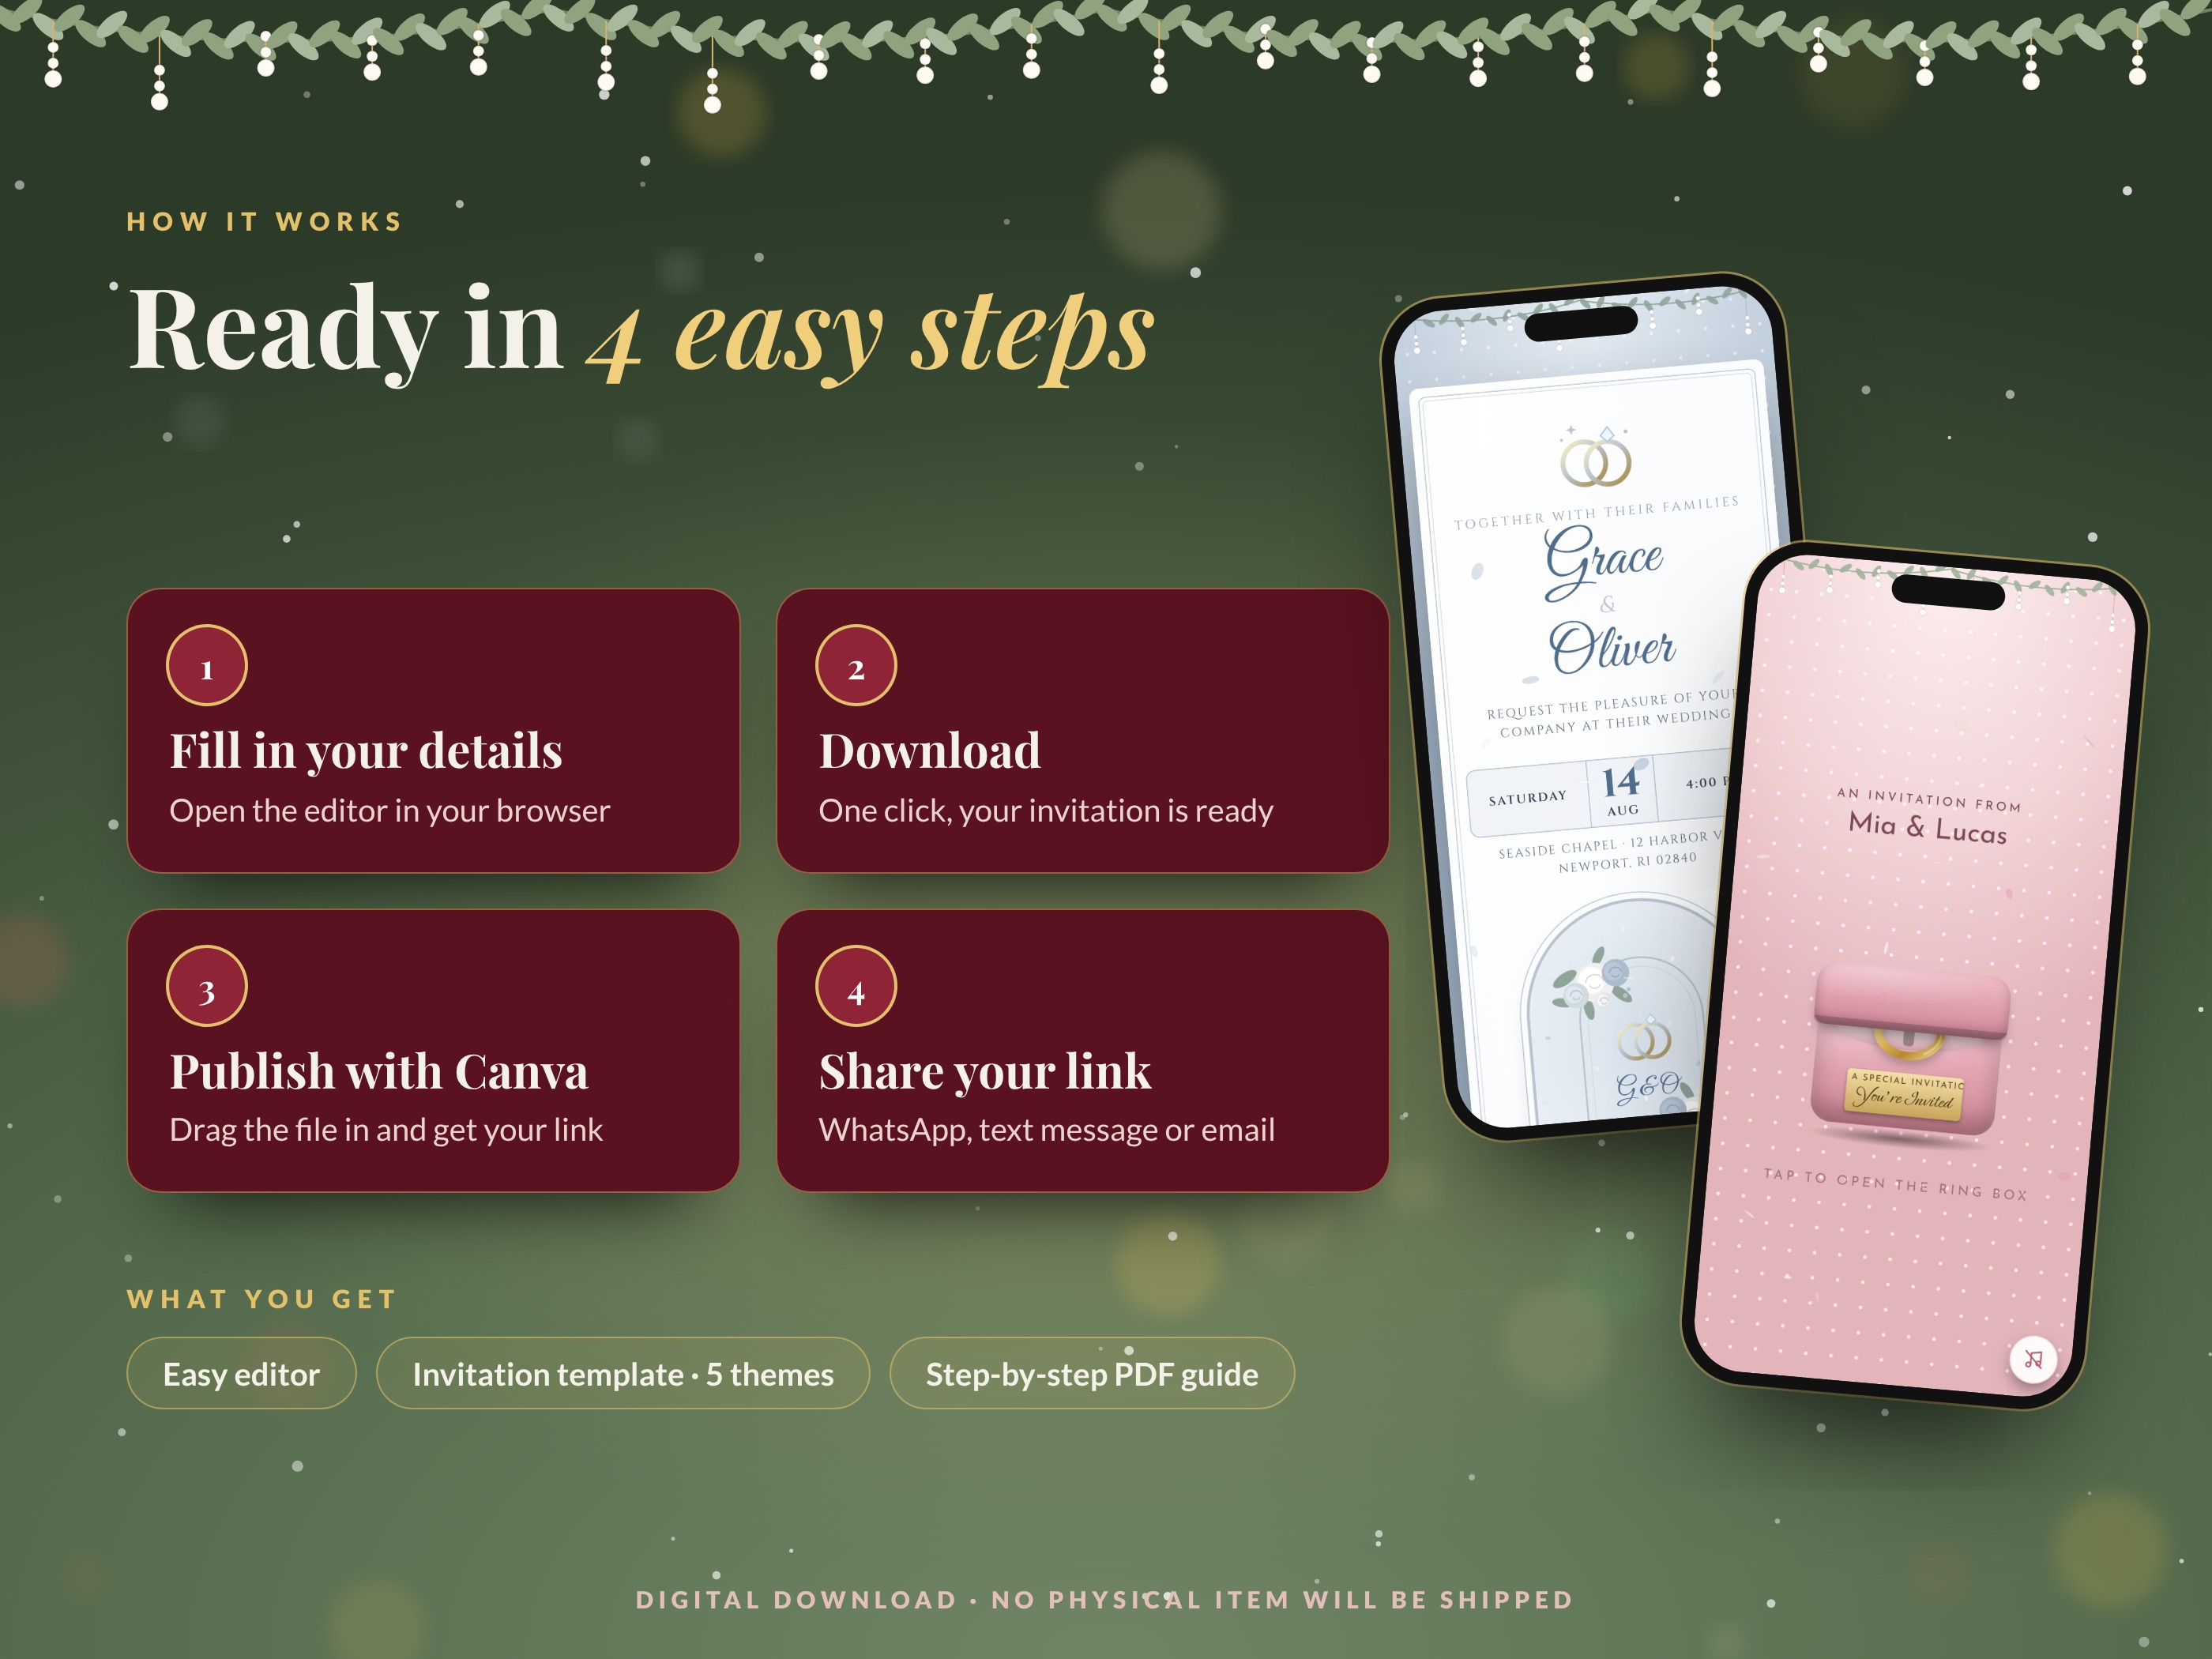 HOW IT WORKS
Ready in 4 easy steps
1
Fill in your details
Open the editor in your browser
2
Download
One click, your invitation is ready
3
Publish with Canva
Drag the file in and get your link
4
Share your link
WhatsApp, text message or email
WHAT YOU GET
Easy editor
Invitation template · 5 themes
Step-by-step PDF guide
TOGETHER WITH THEIR FAMILIES
Grace
&
Oliver
REQUEST THE PLEASURE OF YOUR
COMPANY AT THEIR WEDDING
SATURDAY
14
AUG
4:00
SEASIDE CHAPEL · 12 HARBOR
NEWPORT, RI 02840
G&O
AN INVITATION FROM
Mia & Lucas
A SPECIAL INVITATIO
You're Invited
TAP TO OPEN THE RING BOX
DIGITAL DOWNLOAD · NO PHYSICAL ITEM WILL BE SHIPPED